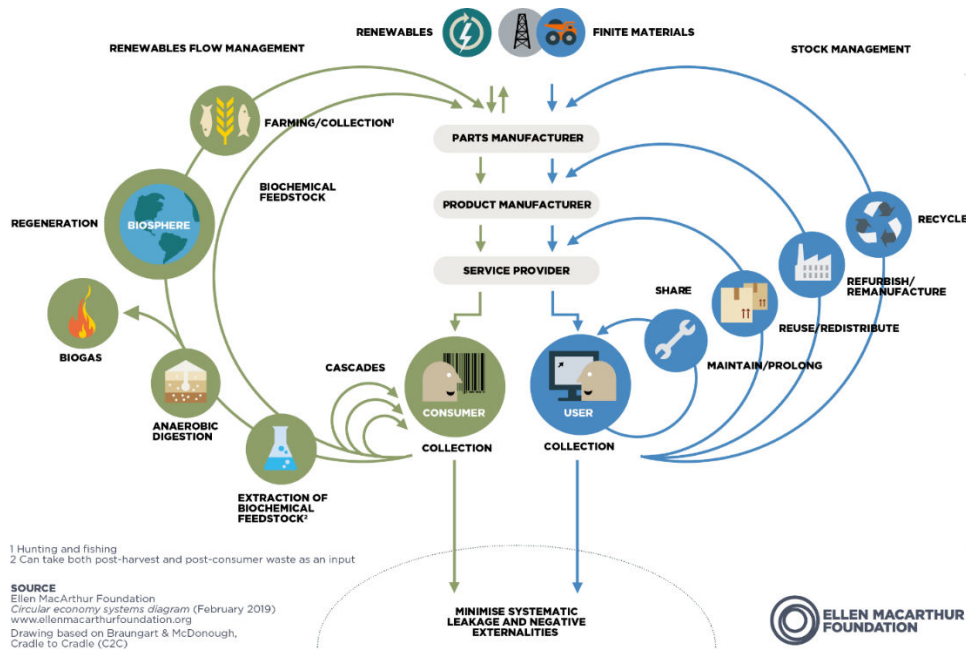 RENEWABLES
FINITE MATERIALS
RENEWABLES FLOW MANAGEMENT
STOCK MANAGEMENT
FARMING/COLLECTION¹
PARTS MANUFACTURER
BIOCHEMICAL
FEEDSTOCK
PRODUCT MANUFACTURER
REGENERATION
BIOSPHERE
RECYCLE
SERVICE PROVIDER
REFURBISH/
REMANUFACTURE
SHARE
REUSE/REDISTRIBUTE
BIOGAS
MAINTAIN/PROLONG
CASCADES
CONSUMER
USER
ANAEROBIC
DIGESTION
COLLECTION
COLLECTION
EXTRACTION OF
BIOCHEMICAL
FEEDSTOCK²
1 Hunting and fishing
2 Can take both post-harvest and post-consumer waste as an input
SOURCE
Ellen MacArthur Foundation
Circular economy systems diagram (February 2019)
www.ellenmacarthurfoundation.org
Drawing based on Braungart & McDonough,
Cradle to Cradle (C2C)
MINIMISE SYSTEMATIC
LEAKAGE AND NEGATIVE
EXTERNALITIES
ELLEN MACARTHUR
FOUNDATION